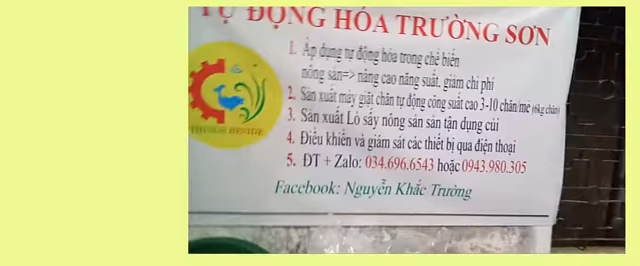 TỰ ĐỘNG HÓA TRƯỜNG SƠN
1. Áp dụng tự động hóa trong chế biến
nông sản=> nâng cao năng suất, giảm chi phí
2. Sản xuất máy giặt chăn tự động công suất cao 3-10 chăn/mẻ (6kg chăn)
3. Sản xuất Lò sấy nông sản sản tận dụng củi
4. Điều khiển và giám sát các thiết bị qua điện thoại
5. ĐT + Zalo: 034.696.6543 hoặc 0943.980.305
Facebook: Nguyễn Khắc Trường